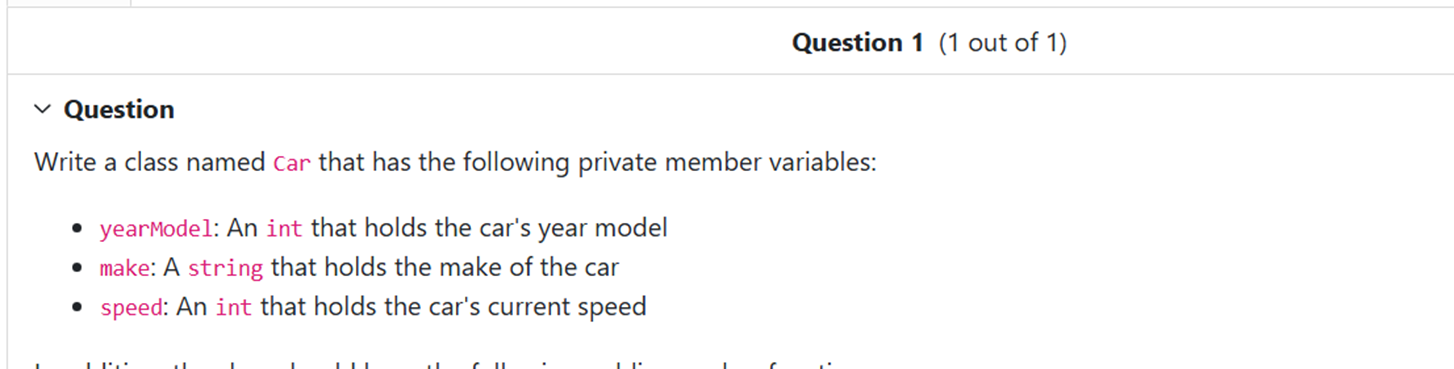 Question 1 (1 out of 1)
Question
Write a class named Car that has the following private member variables:
• yearModel: An int that holds the car's year model
• make: A string that holds the make of the car
• speed: An int that holds the car's current speed